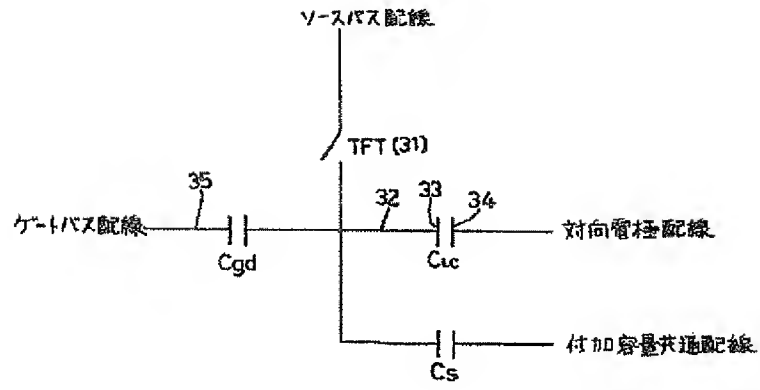 ソースバス配線
TFT (31)
35
32
33
34
ゲートバス配線
対向電極配線
Cgd
CLC
付加容量共通配線
Cs